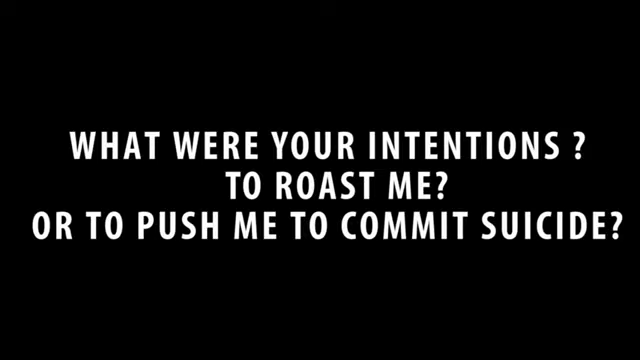 WHAT WERE YOUR INTENTIONS ?
TO ROAST ME?
OR TO PUSH ME TO COMMIT SUICIDE?